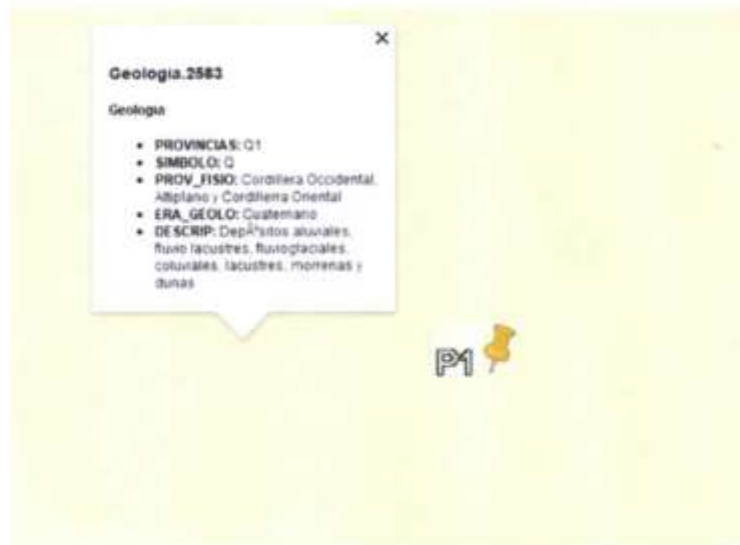 ×
Geologia.2583
Geologia
• PROVINCIAS: Q1
• SIMBOLO: Q
• PROV_FISIO: Cordillera Occidental,
Altiplano y Cordillerra Oriental
• ERA_GEOLO: Cuaternario
• DESCRIP: DepÃ³sitos aluviales,
fluvio lacustres, fluvioglaciales,
coluviales, lacustres, morrenas y
dunas
P1